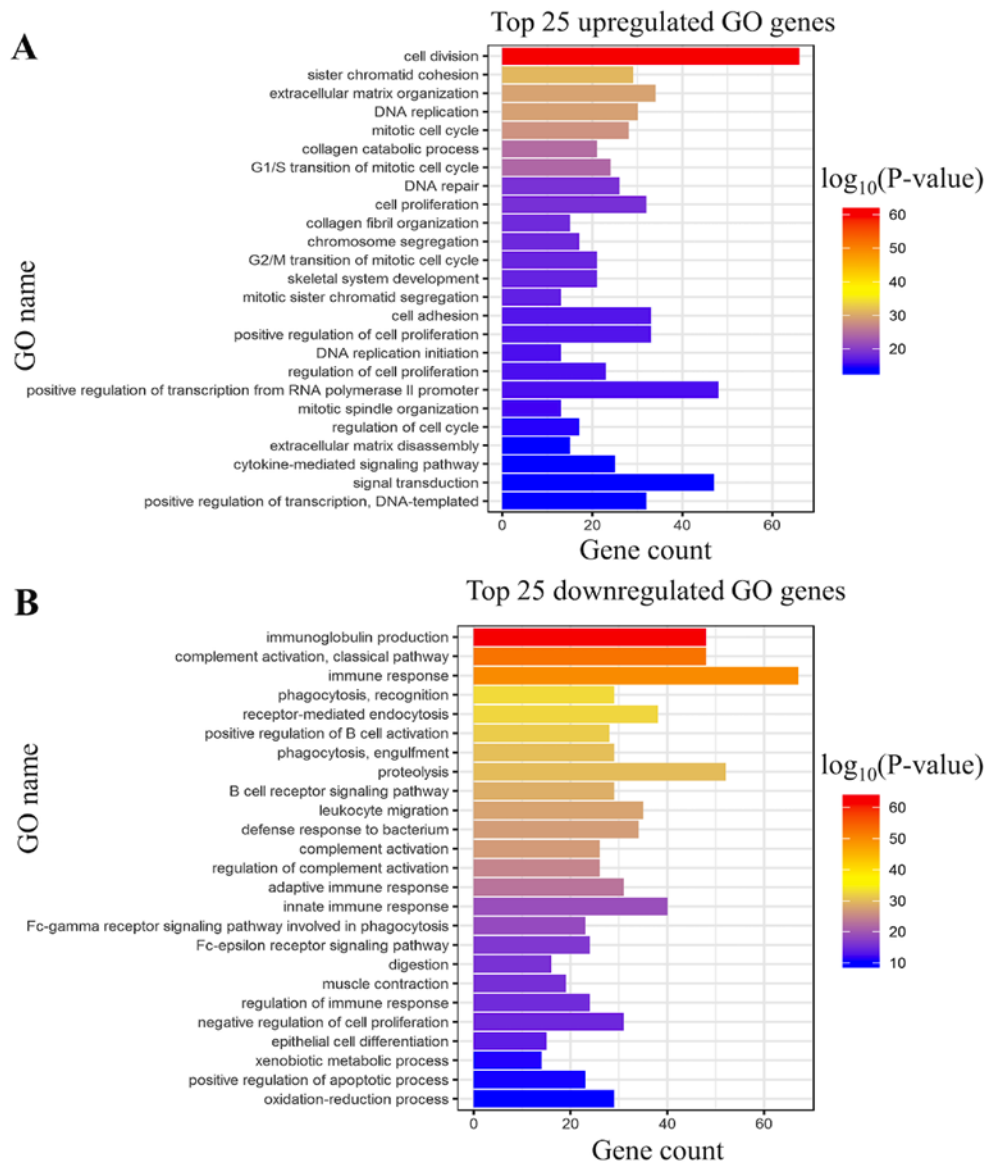 A
Top 25 upregulated GO genes
GO name
cell division
sister chromatid cohesion
extracellular matrix organization
DNA replication
mitotic cell cycle
collagen catabolic process
G1/S transition of mitotic cell cycle
DNA repair
cell proliferation
collagen fibril organization
chromosome segregation
G2/M transition of mitotic cell cycle
skeletal system development
mitotic sister chromatid segregation
cell adhesion
positive regulation of cell proliferation
DNA replication initiation
regulation of cell proliferation
positive regulation of transcription from RNA polymerase II promoter
mitotic spindle organization
regulation of cell cycle
extracellular matrix disassembly
cytokine-mediated signaling pathway
signal transduction
positive regulation of transcription, DNA-templated
0 20 40 60
Gene count
log10(P-value)
60
50
40
30
20
B
Top 25 downregulated GO genes
GO name
immunoglobulin production
complement activation, classical pathway
immune response
phagocytosis, recognition
receptor-mediated endocytosis
positive regulation of B cell activation
phagocytosis, engulfment
proteolysis
B cell receptor signaling pathway
leukocyte migration
defense response to bacterium
complement activation
regulation of complement activation
adaptive immune response
innate immune response
Fc-gamma receptor signaling pathway involved in phagocytosis
Fc-epsilon receptor signaling pathway
digestion
muscle contraction
regulation of immune response
negative regulation of cell proliferation
epithelial cell differentiation
xenobiotic metabolic process
positive regulation of apoptotic process
oxidation-reduction process
0 20 40 60
Gene count
log10(P-value)
60
50
40
30
20
10